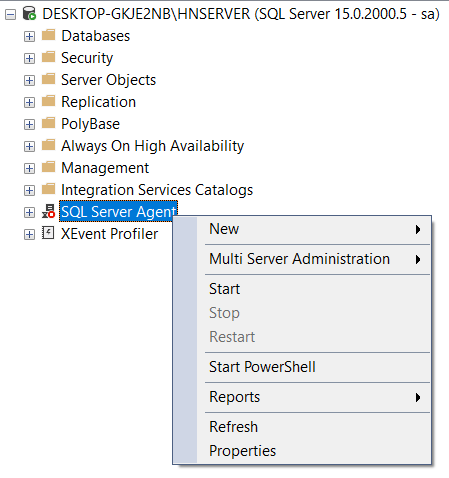 DESKTOP-GKJE2NB\HNSERVER (SQL Server 15.0.2000.5 - sa)
Databases
Security
Server Objects
Replication
PolyBase
Always On High Availability
Management
Integration Services Catalogs
SQL Server Agent
XEvent Profiler
New
Multi Server Administration
Start
Stop
Restart
Start PowerShell
Reports
Refresh
Properties